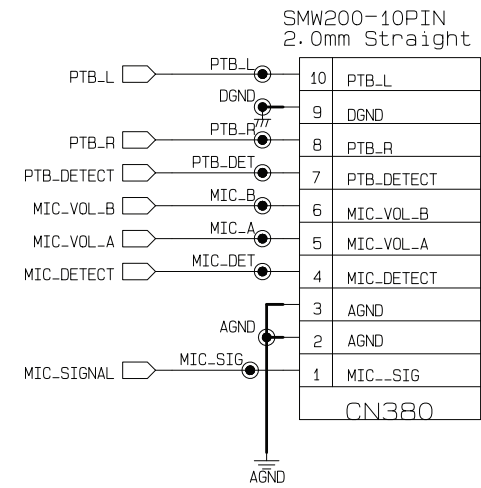 SMW200-10PIN
2.0mm Straight
PTB_L PTB_L 10 PTB_L
DGND 9 DGND
PTB_R PTB_R 8 PTB_R
PTB_DETECT PTB_DET 7 PTB_DETECT
MIC_VOL_B MIC_B 6 MIC_VOL_B
MIC_VOL_A MIC_A 5 MIC_VOL_A
MIC_DETECT MIC_DET 4 MIC_DETECT
3 AGND
AGND 2 AGND
MIC_SIGNAL MIC_SIG 1 MIC__SIG
CN380
AGND